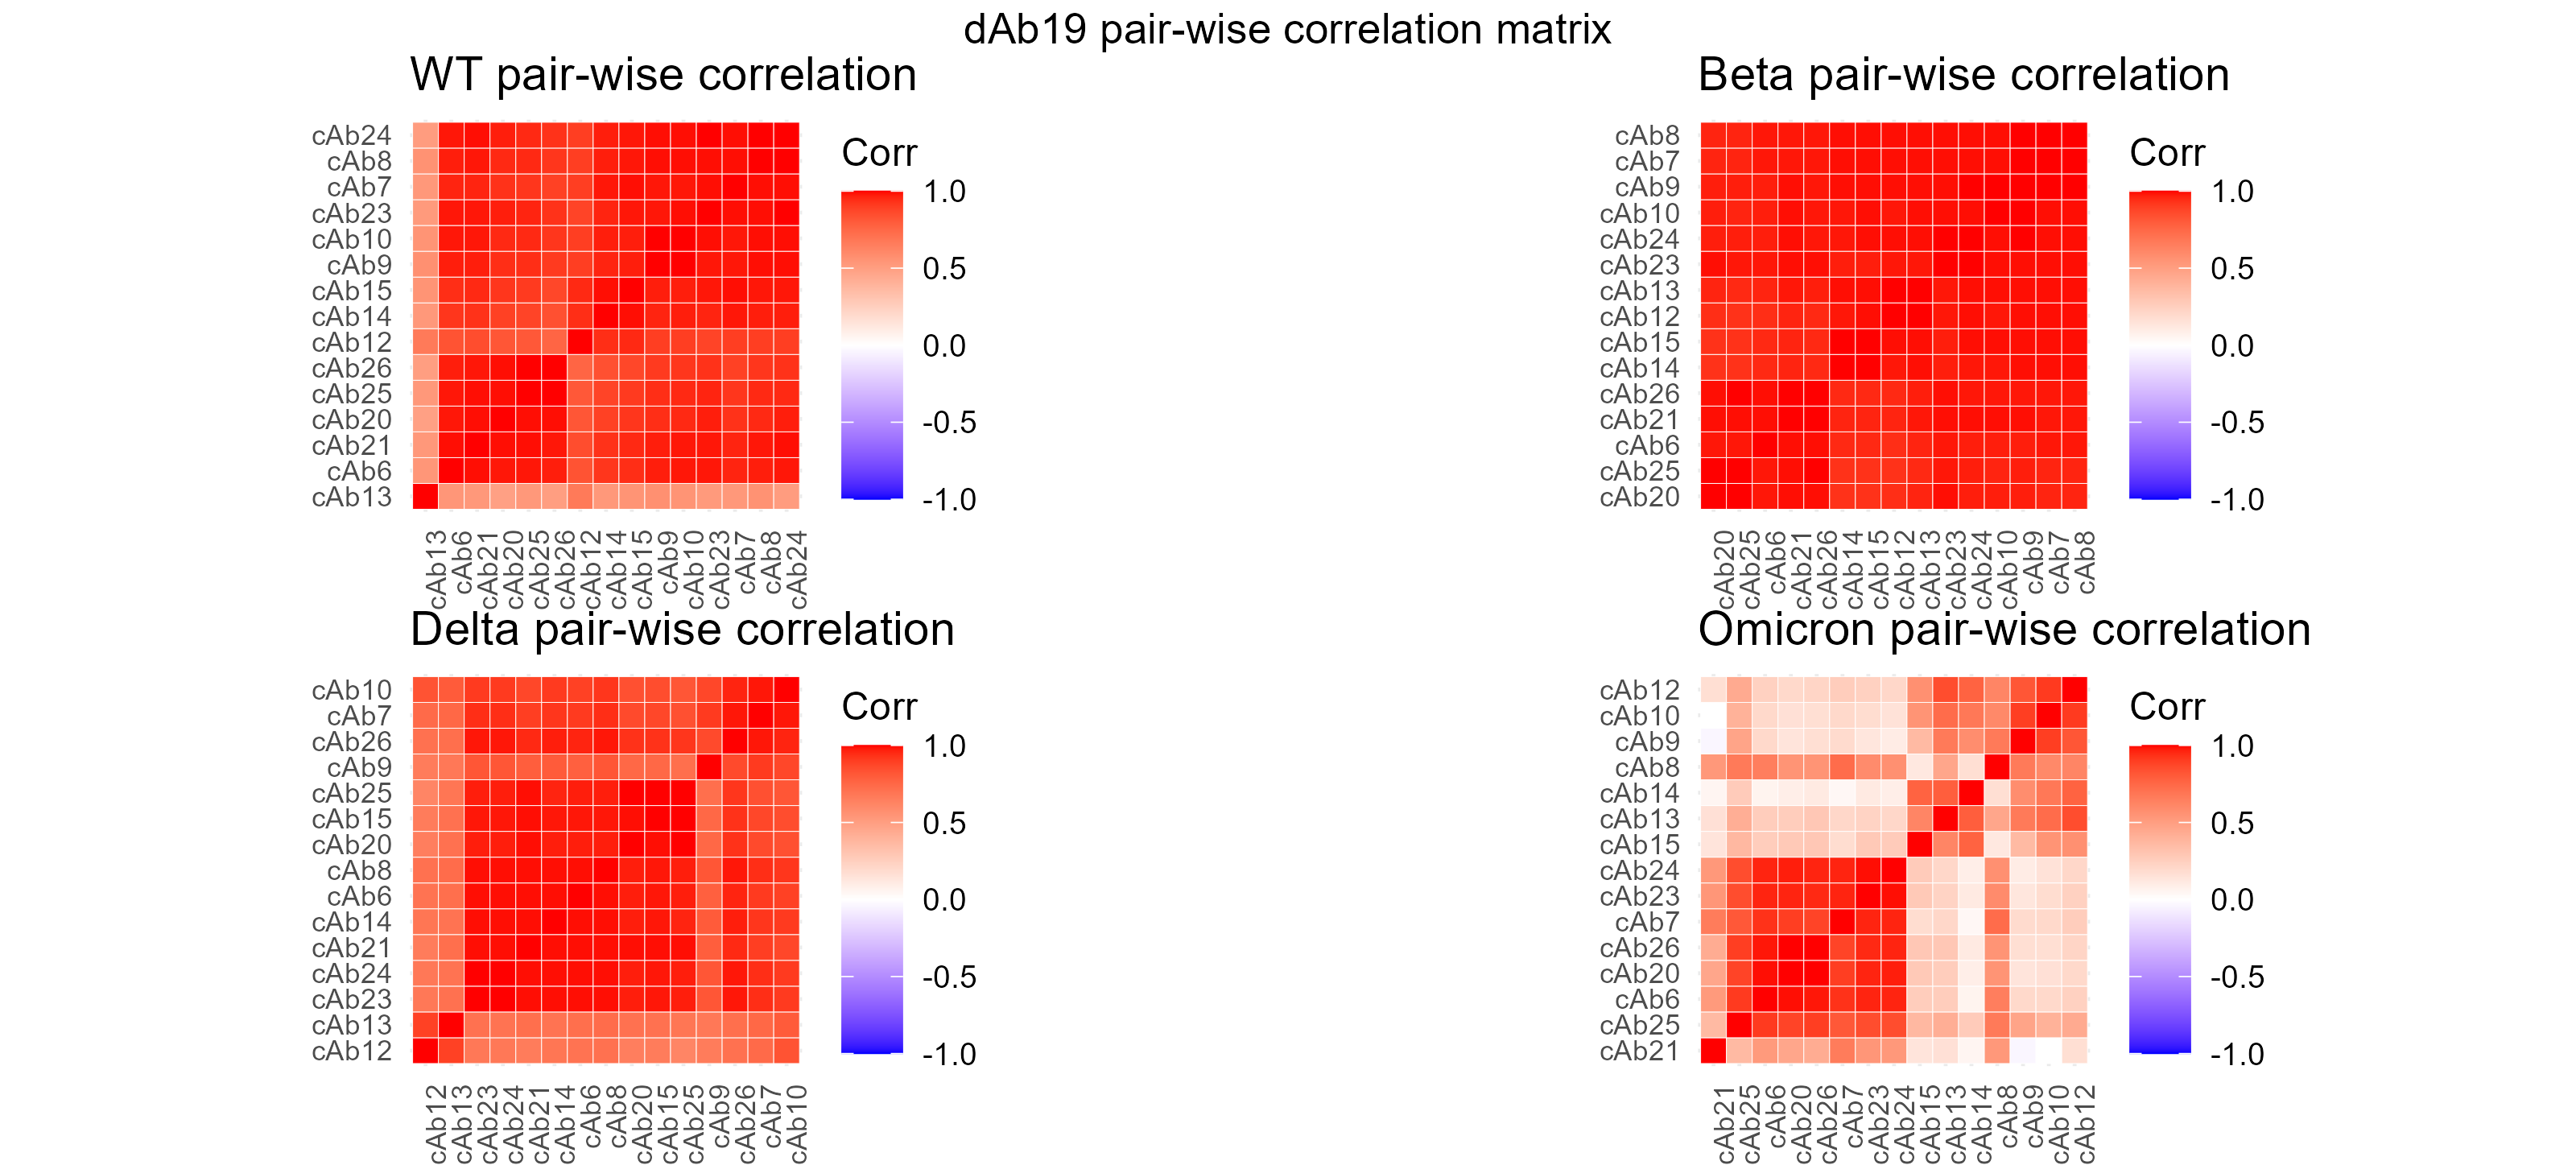 dAb19 pair-wise correlation matrix
WT pair-wise correlation
cAb24
cAb8
cAb7
cAb23
cAb10
cAb9
cAb15
cAb14
cAb12
cAb26
cAb25
cAb20
cAb21
cAb6
cAb13
cAb13
cAb6
cAb21
cAb20
cAb25
cAb26
cAb12
cAb14
cAb15
cAb9
cAb10
cAb23
cAb7
cAb8
cAb24
Corr
1.0
0.5
0.0
-0.5
-1.0
Beta pair-wise correlation
cAb8
cAb7
cAb9
cAb10
cAb24
cAb23
cAb13
cAb12
cAb15
cAb14
cAb26
cAb21
cAb6
cAb25
cAb20
cAb20
cAb25
cAb6
cAb21
cAb26
cAb14
cAb15
cAb12
cAb13
cAb23
cAb24
cAb10
cAb9
cAb7
cAb8
Corr
1.0
0.5
0.0
-0.5
-1.0
Delta pair-wise correlation
cAb10
cAb7
cAb26
cAb9
cAb25
cAb15
cAb20
cAb8
cAb6
cAb14
cAb21
cAb24
cAb23
cAb13
cAb12
cAb12
cAb13
cAb23
cAb24
cAb21
cAb14
cAb6
cAb8
cAb20
cAb15
cAb25
cAb9
cAb26
cAb7
cAb10
Corr
1.0
0.5
0.0
-0.5
-1.0
Omicron pair-wise correlation
cAb12
cAb10
cAb9
cAb8
cAb14
cAb13
cAb15
cAb24
cAb23
cAb7
cAb26
cAb20
cAb6
cAb25
cAb21
cAb21
cAb25
cAb6
cAb20
cAb26
cAb7
cAb23
cAb24
cAb15
cAb13
cAb14
cAb8
cAb9
cAb10
cAb12
Corr
1.0
0.5
0.0
-0.5
-1.0